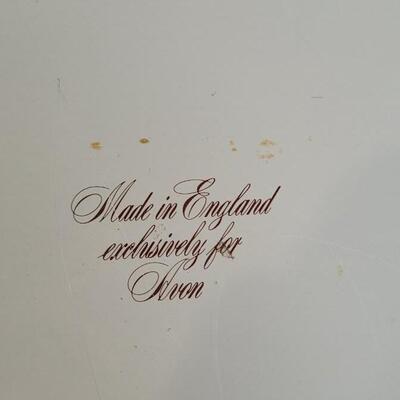 Made in England
exclusively for
Avon